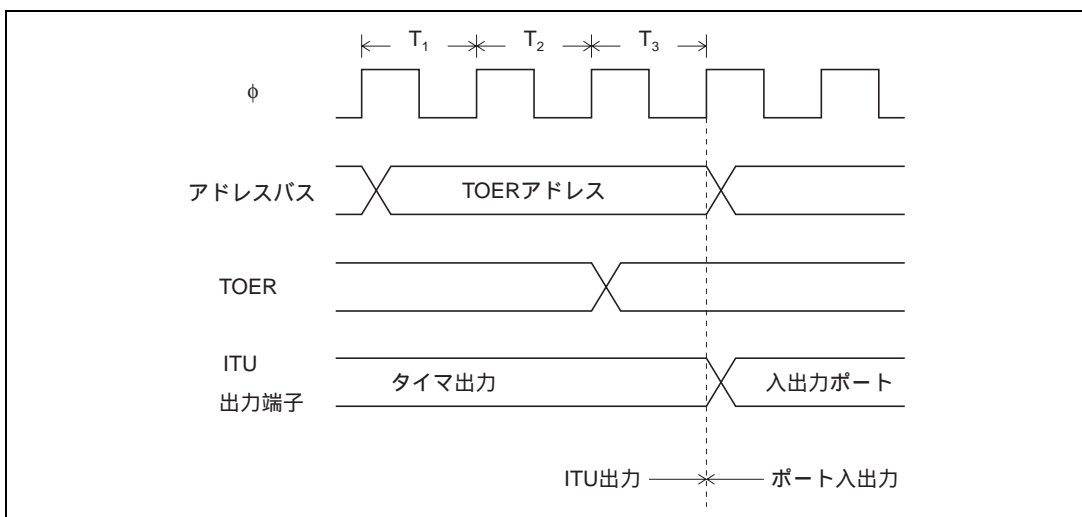 T₁ T₂ T₃
φ
アドレスバス TOERアドレス
TOER
ITU
出力端子 タイマ出力 入出力ポート
ITU出力 ポート入出力